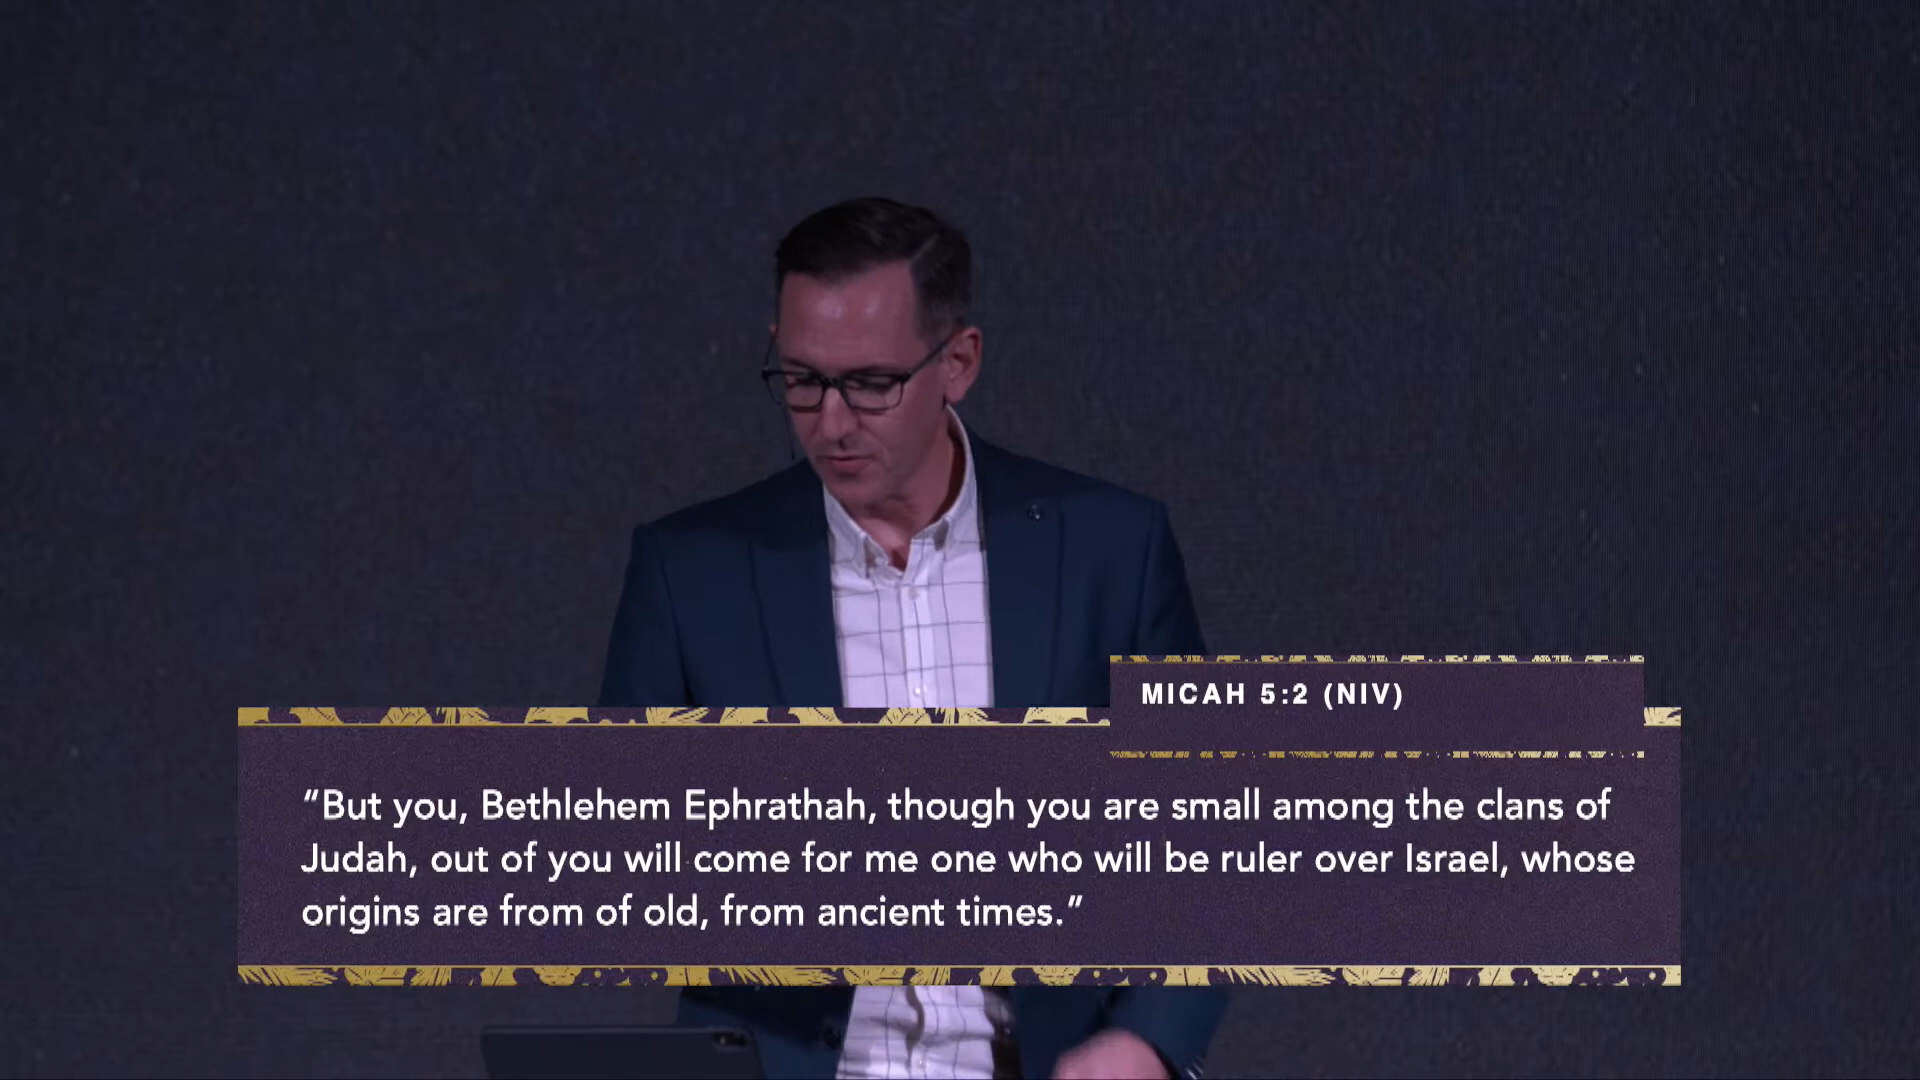 MICAH 5:2 (NIV)
“But you, Bethlehem Ephrathah, though you are small among the clans of
Judah, out of you will come for me one who will be ruler over Israel, whose
origins are from of old, from ancient times.”